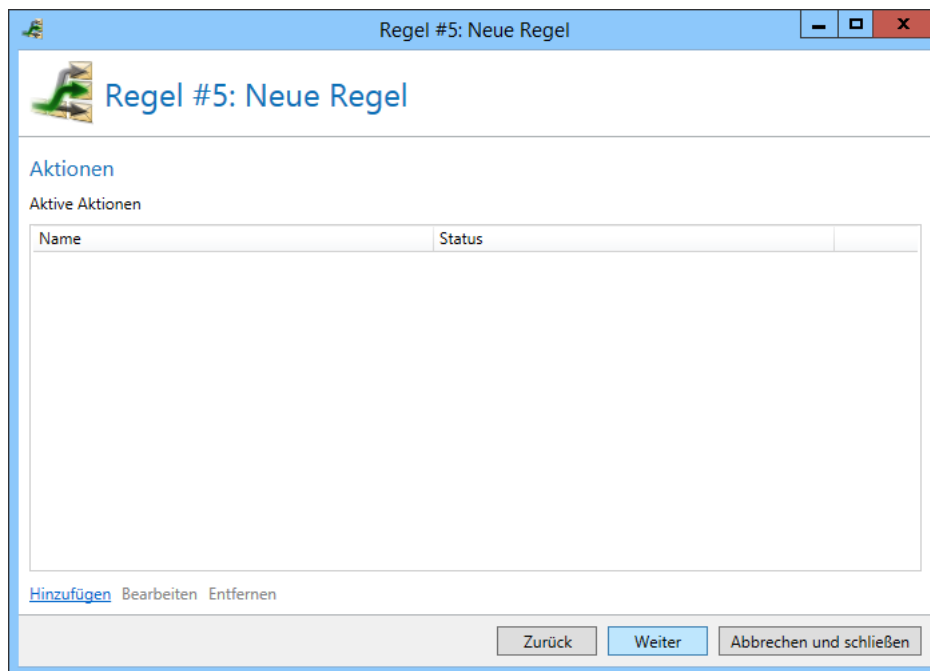 Regel #5: Neue Regel
Regel #5: Neue Regel
Aktionen
Aktive Aktionen
Name Status
Hinzufügen Bearbeiten Entfernen
Zurück Weiter Abbrechen und schließen